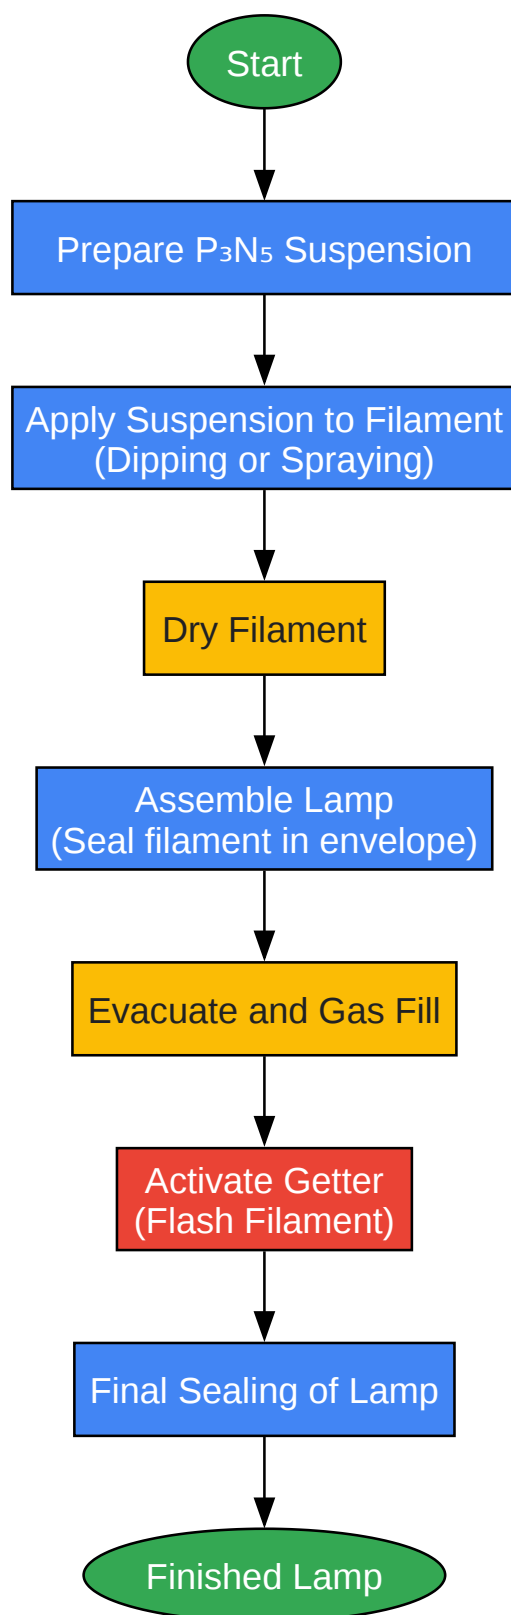 Start
Prepare P₃N₅ Suspension
Apply Suspension to Filament
(Dipping or Spraying)
Dry Filament
Assemble Lamp
(Seal filament in envelope)
Evacuate and Gas Fill
Activate Getter
(Flash Filament)
Final Sealing of Lamp
Finished Lamp